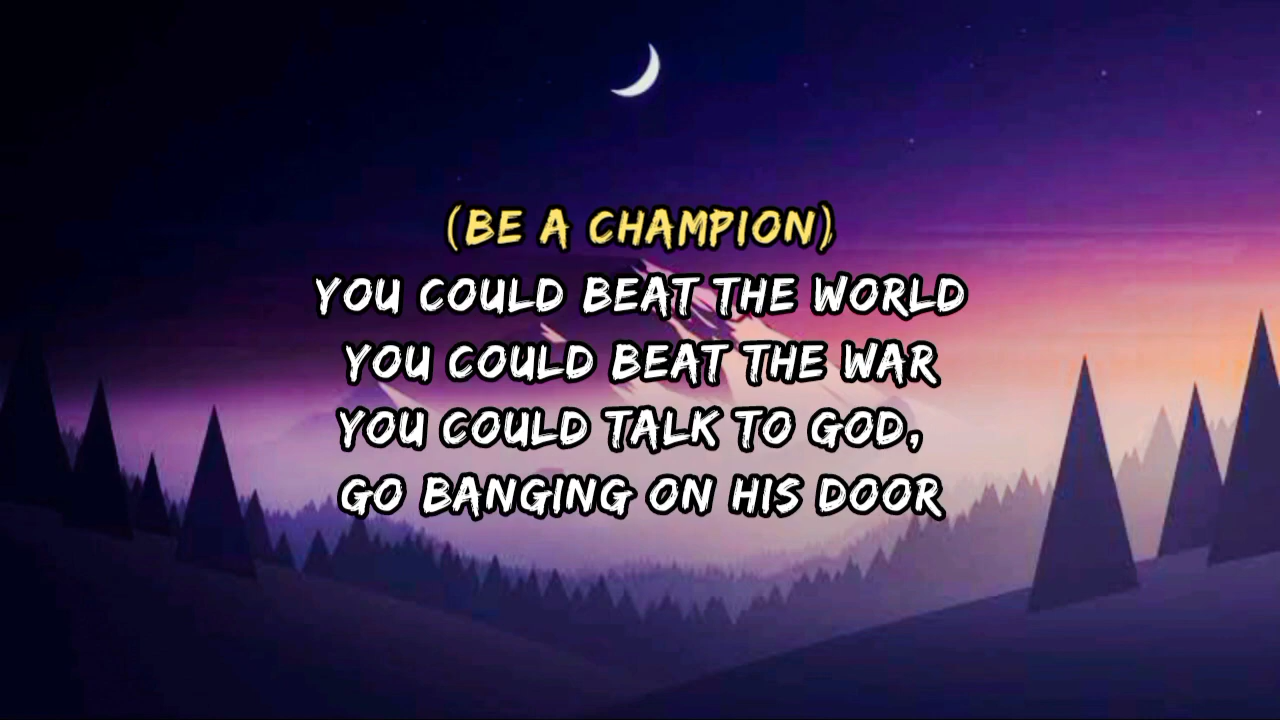 (BE A CHAMPION)
YOU COULD BEAT THE WORLD
YOU COULD BEAT THE WAR
YOU COULD TALK TO GOD,
GO BANGING ON HIS DOOR